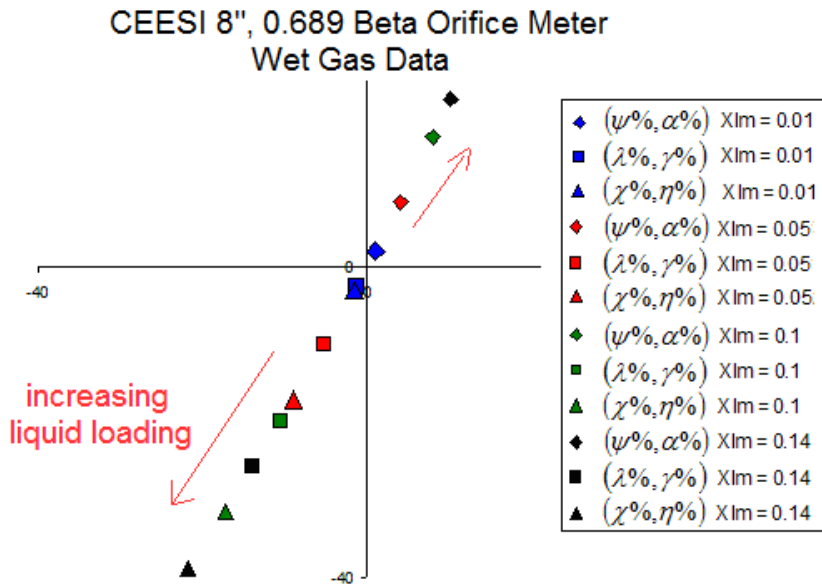 CEESI 8", 0.689 Beta Orifice Meter
Wet Gas Data
(ψ%,α%) Xlm = 0.01
(λ%,γ%) Xlm = 0.01
(χ%,η%) Xlm = 0.01
(ψ%,α%) Xlm = 0.05
(λ%,γ%) Xlm = 0.05
(χ%,η%) Xlm = 0.05
(ψ%,α%) Xlm = 0.1
(λ%,γ%) Xlm = 0.1
(χ%,η%) Xlm = 0.1
(ψ%,α%) Xlm = 0.14
(λ%,γ%) Xlm = 0.14
(χ%,η%) Xlm = 0.14
0
-40
increasing
liquid loading
-40